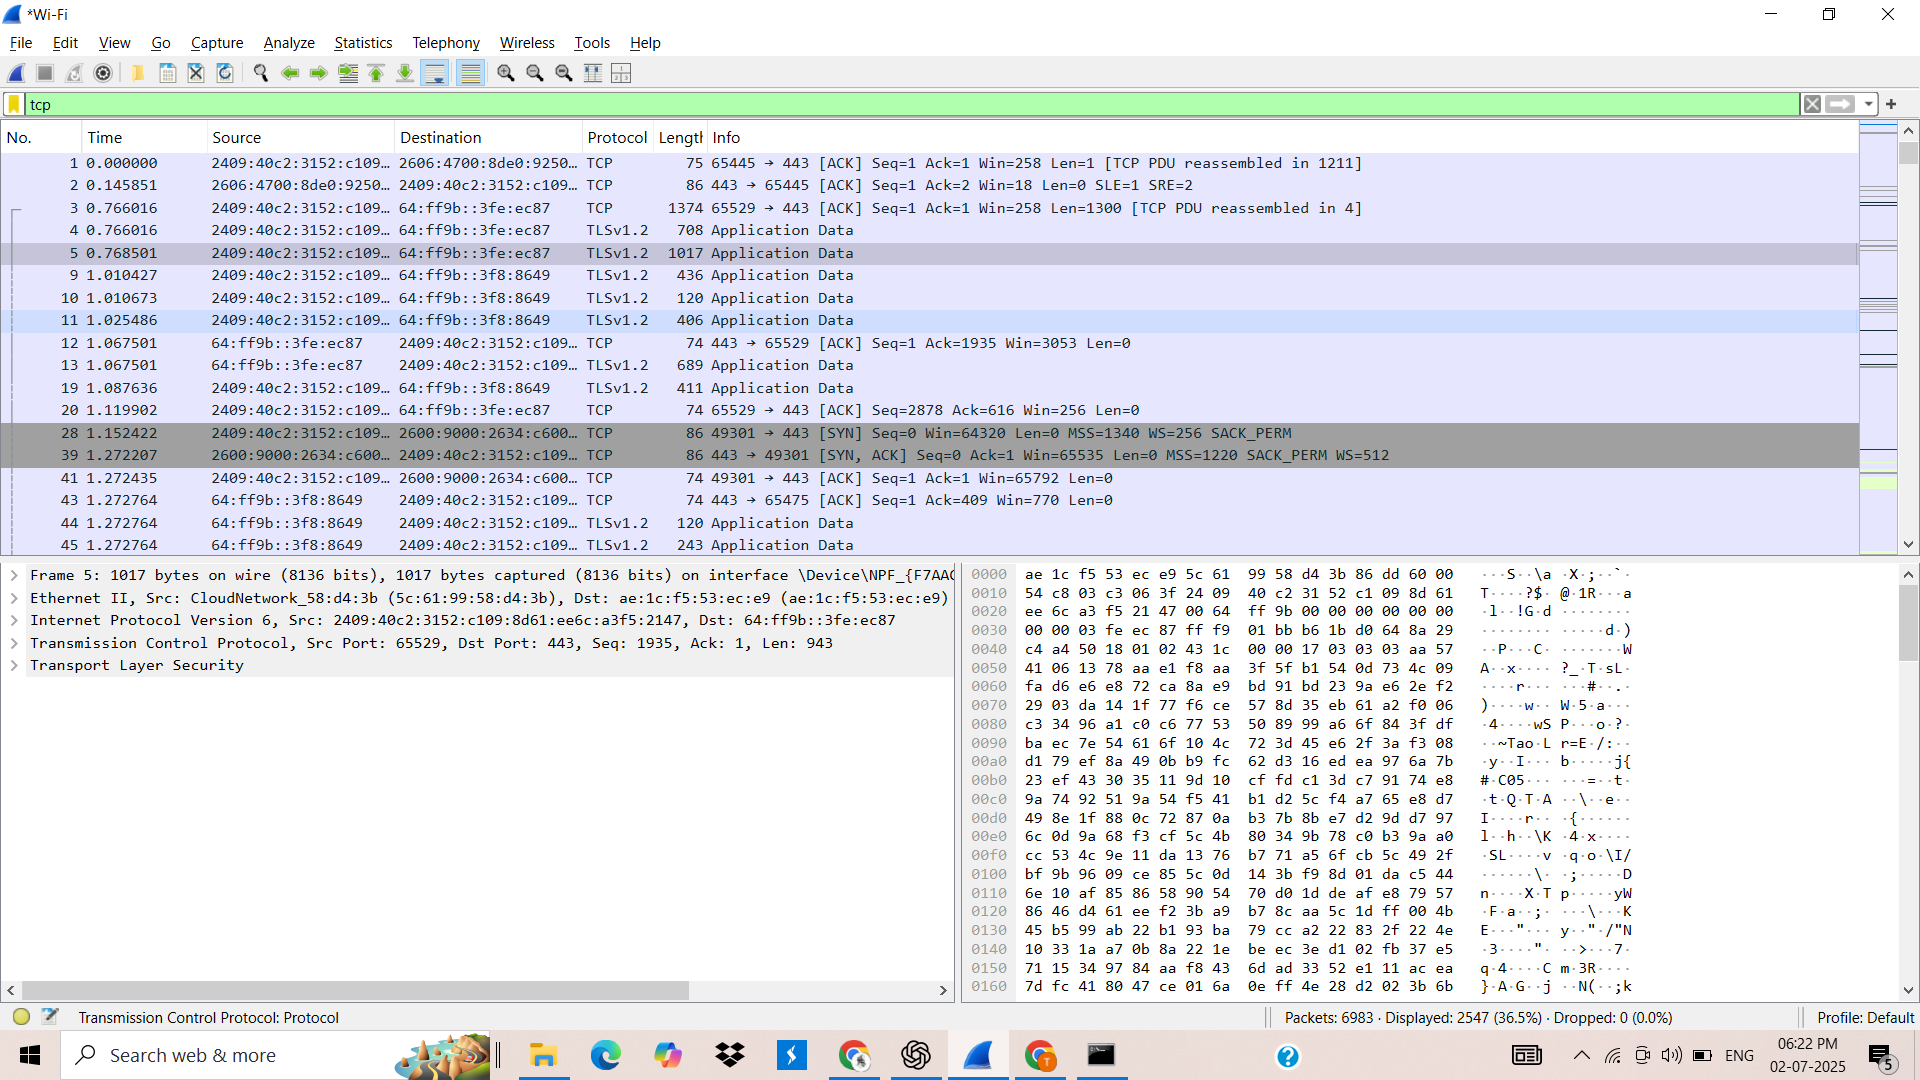 *Wi-Fi
File Edit View Go Capture Analyze Statistics Telephony Wireless Tools Help
tcp
No. Time Source Destination Protocol Length Info
1 0.000000 2409:40c2:3152:c109… 2606:4700:8de0:9250… TCP 75 65445 → 443 [ACK] Seq=1 Ack=1 Win=258 Len=1 [TCP PDU reassembled in 1211]
2 0.145851 2606:4700:8de0:9250… 2409:40c2:3152:c109… TCP 86 443 → 65445 [ACK] Seq=1 Ack=2 Win=18 Len=0 SLE=1 SRE=2
3 0.766016 2409:40c2:3152:c109… 64:ff9b::3fe:ec87 TCP 1374 65529 → 443 [ACK] Seq=1 Ack=1 Win=258 Len=1300 [TCP PDU reassembled in 4]
4 0.766016 2409:40c2:3152:c109… 64:ff9b::3fe:ec87 TLSv1.2 708 Application Data
5 0.768501 2409:40c2:3152:c109… 64:ff9b::3fe:ec87 TLSv1.2 1017 Application Data
9 1.010427 2409:40c2:3152:c109… 64:ff9b::3f8:8649 TLSv1.2 436 Application Data
10 1.010673 2409:40c2:3152:c109… 64:ff9b::3f8:8649 TLSv1.2 120 Application Data
11 1.025486 2409:40c2:3152:c109… 64:ff9b::3f8:8649 TLSv1.2 406 Application Data
12 1.067501 64:ff9b::3fe:ec87 2409:40c2:3152:c109… TCP 74 443 → 65529 [ACK] Seq=1 Ack=1935 Win=3053 Len=0
13 1.067501 64:ff9b::3fe:ec87 2409:40c2:3152:c109… TLSv1.2 689 Application Data
19 1.087636 2409:40c2:3152:c109… 64:ff9b::3f8:8649 TLSv1.2 411 Application Data
20 1.119902 2409:40c2:3152:c109… 64:ff9b::3fe:ec87 TCP 74 65529 → 443 [ACK] Seq=2878 Ack=616 Win=256 Len=0
28 1.152422 2409:40c2:3152:c109… 2600:9000:2634:c600… TCP 86 49301 → 443 [SYN] Seq=0 Win=64320 Len=0 MSS=1340 WS=256 SACK_PERM
39 1.272207 2600:9000:2634:c600… 2409:40c2:3152:c109… TCP 86 443 → 49301 [SYN, ACK] Seq=0 Ack=1 Win=65535 Len=0 MSS=1220 SACK_PERM WS=512
41 1.272435 2409:40c2:3152:c109… 2600:9000:2634:c600… TCP 74 49301 → 443 [ACK] Seq=1 Ack=1 Win=65792 Len=0
43 1.272764 64:ff9b::3f8:8649 2409:40c2:3152:c109… TCP 74 443 → 65475 [ACK] Seq=1 Ack=409 Win=770 Len=0
44 1.272764 64:ff9b::3f8:8649 2409:40c2:3152:c109… TLSv1.2 120 Application Data
45 1.272764 64:ff9b::3f8:8649 2409:40c2:3152:c109… TLSv1.2 243 Application Data
Frame 5: 1017 bytes on wire (8136 bits), 1017 bytes captured (8136 bits) on interface \Device\NPF_{F7AAC
Ethernet II, Src: CloudNetwork_58:d4:3b (5c:61:99:58:d4:3b), Dst: ae:1c:f5:53:ec:e9 (ae:1c:f5:53:ec:e9)
Internet Protocol Version 6, Src: 2409:40c2:3152:c109:8d61:ee6c:a3f5:2147, Dst: 64:ff9b::3fe:ec87
Transmission Control Protocol, Src Port: 65529, Dst Port: 443, Seq: 1935, Ack: 1, Len: 943
Transport Layer Security
0000 ae 1c f5 53 ec e9 5c 61 99 58 d4 3b 86 dd 60 00 ···S··\a ·X·;··`·
0010 54 c8 03 c3 06 3f 24 09 40 c2 31 52 c1 09 8d 61 T····?$· @·1R···a
0020 ee 6c a3 f5 21 47 00 64 ff 9b 00 00 00 00 00 00 ·l··!G·d ········
0030 00 00 03 fe ec 87 ff f9 01 bb b6 1b d0 64 8a 29 ········ ·····d·)
0040 c4 a4 50 18 01 02 43 1c 00 00 17 03 03 03 aa 57 ··P···C· ·······W
0050 41 06 13 78 aa e1 f8 aa 3f 5f b1 54 0d 73 4c 09 A··x···· ?_·T·sL·
0060 fa d6 e6 e8 72 ca 8a e9 bd 91 bd 23 9a e6 2e f2 ····r··· ···#··.·
0070 29 03 da 14 1f 77 f6 ce 57 8d 35 eb 61 a2 f0 06 )····w·· W·5·a···
0080 c3 34 96 a1 c0 c6 77 53 50 89 99 a6 6f 84 3f df ·4····wS P···o·?·
0090 ba ec 7e 54 61 6f 10 4c 72 3d 45 e6 2f 3a f3 08 ··~Tao·L r=E·/:··
00a0 d1 79 ef 8a 49 0b b9 fc 62 d3 16 ed ea 97 6a 7b ·y··I··· b·····j{
00b0 23 ef 43 30 35 11 9d 10 cf fd c1 3d c7 91 74 e8 #·C05··· ···=··t·
00c0 9a 74 92 51 9a 54 f5 41 b1 d2 5c f4 a7 65 e8 d7 ·t·Q·T·A ··\··e··
00d0 49 8e 1f 88 0c 72 87 0a b3 7b 8b e7 d2 9d d7 97 I····r·· ·{······
00e0 6c 0d 9a 68 f3 cf 5c 4b 80 34 9b 78 c0 b3 9a a0 l··h··\K ·4·x····
00f0 cc 53 4c 9e 11 da 13 76 b7 71 a5 6f cb 5c 49 2f ·SL····v ·q·o·\I/
0100 bf 9b 96 09 ce 85 5c 0d 14 3b f9 8d 01 da c5 44 ······\· ·;·····D
0110 6e 10 af 85 86 58 90 54 70 d0 1d de af e8 79 57 n····X·T p·····yW
0120 86 46 d4 61 ee f2 3b a9 b7 8c aa 5c 1d ff 00 4b ·F·a··;· ···\···K
0130 45 b5 99 ab 22 b1 93 ba 79 cc a2 22 83 2f 22 4e E···"··· y··"·/"N
0140 10 33 1a a7 0b 8a 22 1e be ec 3e d1 02 fb 37 e5 ·3····"· ··>···7·
0150 71 15 34 97 84 aa f8 43 6d ad 33 52 e1 11 ac ea q·4····C m·3R····
0160 7d fc 41 80 47 ce 01 6a 0e ff 4e 28 d2 02 3b 6b }·A·G··j ··N(··;k
Transmission Control Protocol: Protocol
Packets: 6983 · Displayed: 2547 (36.5%) · Dropped: 0 (0.0%)
Profile: Default
Search web & more
ENG
06:22 PM
02-07-2025
5